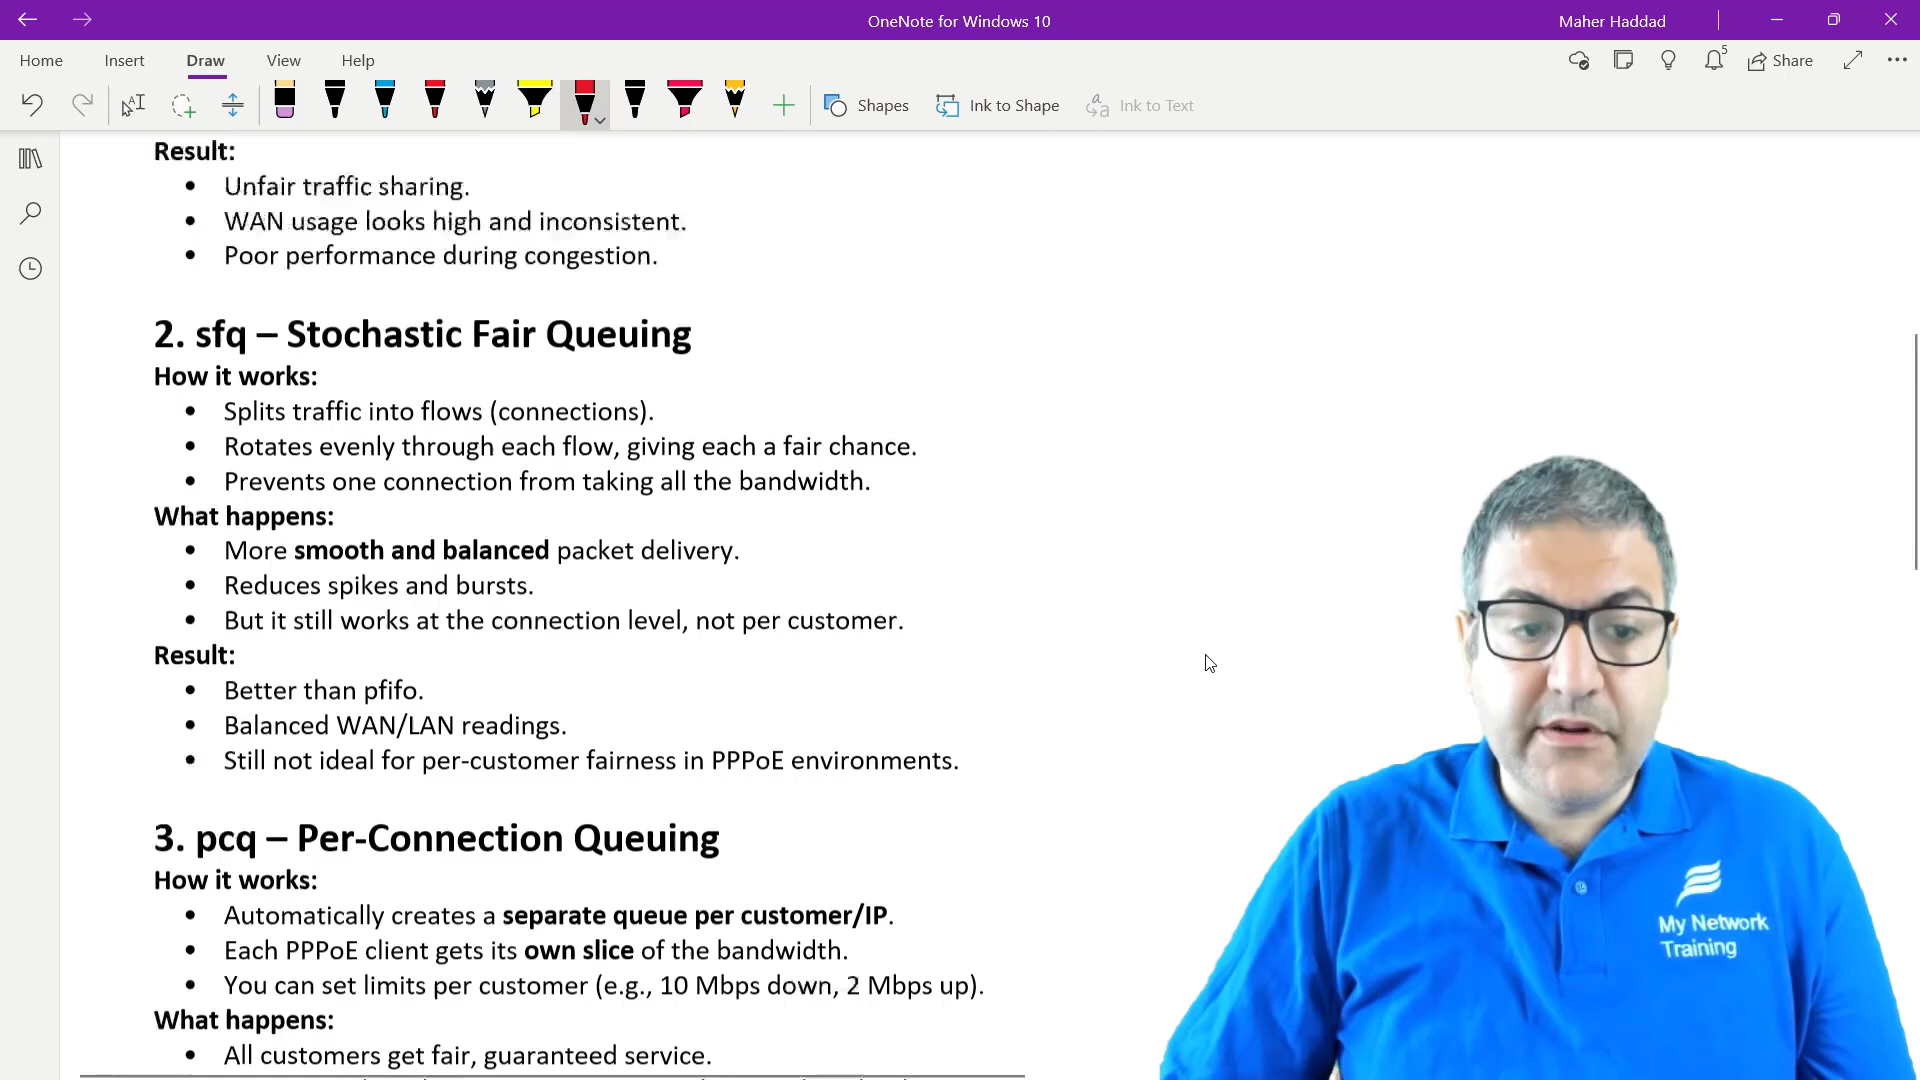 OneNote for Windows 10
Maher Haddad
Home
Insert
Draw
View
Help
5
Share
Shapes
Ink to Shape
Ink to Text
Result:
• Unfair traffic sharing.
• WAN usage looks high and inconsistent.
• Poor performance during congestion.
2. sfq – Stochastic Fair Queuing
How it works:
• Splits traffic into flows (connections).
• Rotates evenly through each flow, giving each a fair chance.
• Prevents one connection from taking all the bandwidth.
What happens:
• More smooth and balanced packet delivery.
• Reduces spikes and bursts.
• But it still works at the connection level, not per customer.
Result:
• Better than pfifo.
• Balanced WAN/LAN readings.
• Still not ideal for per-customer fairness in PPPoE environments.
3. pcq – Per-Connection Queuing
How it works:
• Automatically creates a separate queue per customer/IP.
• Each PPPoE client gets its own slice of the bandwidth.
• You can set limits per customer (e.g., 10 Mbps down, 2 Mbps up).
What happens:
• All customers get fair, guaranteed service.
My Network
Training